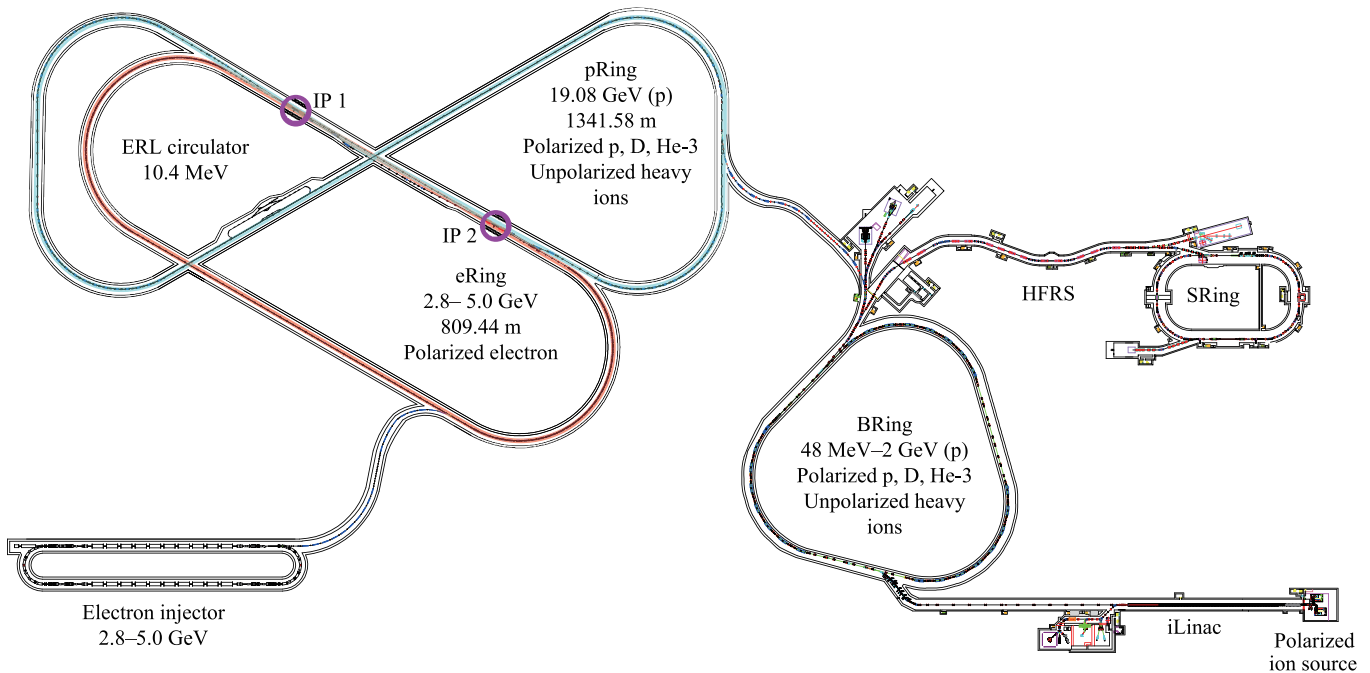 IP 1
pRing
19.08 GeV (p)
1341.58 m
Polarized p, D, He-3
Unpolarized heavy
ions
ERL circulator
10.4 MeV
IP 2
eRing
2.8– 5.0 GeV
809.44 m
Polarized electron
HFRS
SRing
BRing
48 MeV–2 GeV (p)
Polarized p, D, He-3
Unpolarized heavy
ions
Electron injector
2.8–5.0 GeV
iLinac
Polarized
ion source